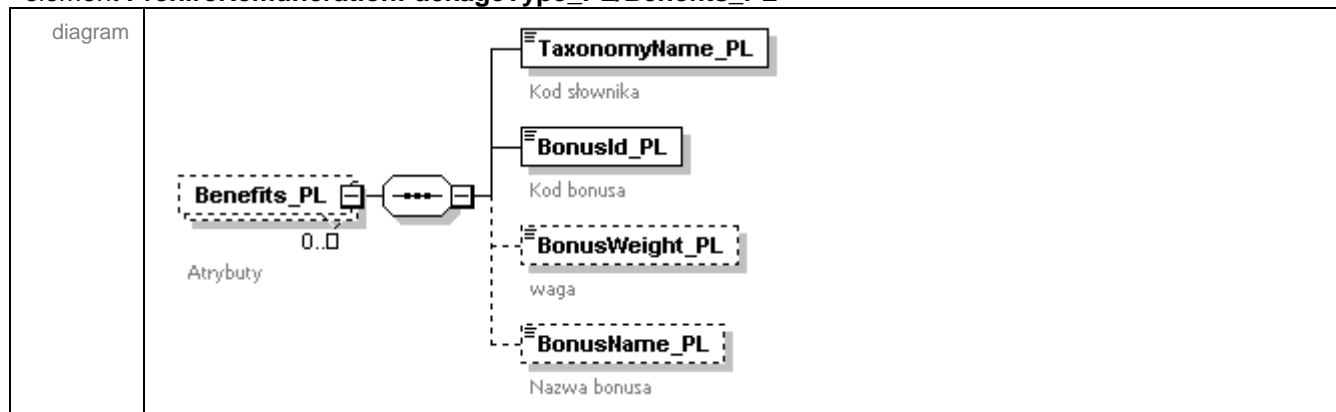 diagram
TaxonomyName_PL
Kod słownika
BonusId_PL
Kod bonusa
Benefits_PL
0..
Atrybuty
BonusWeight_PL
waga
BonusName_PL
Nazwa bonusa